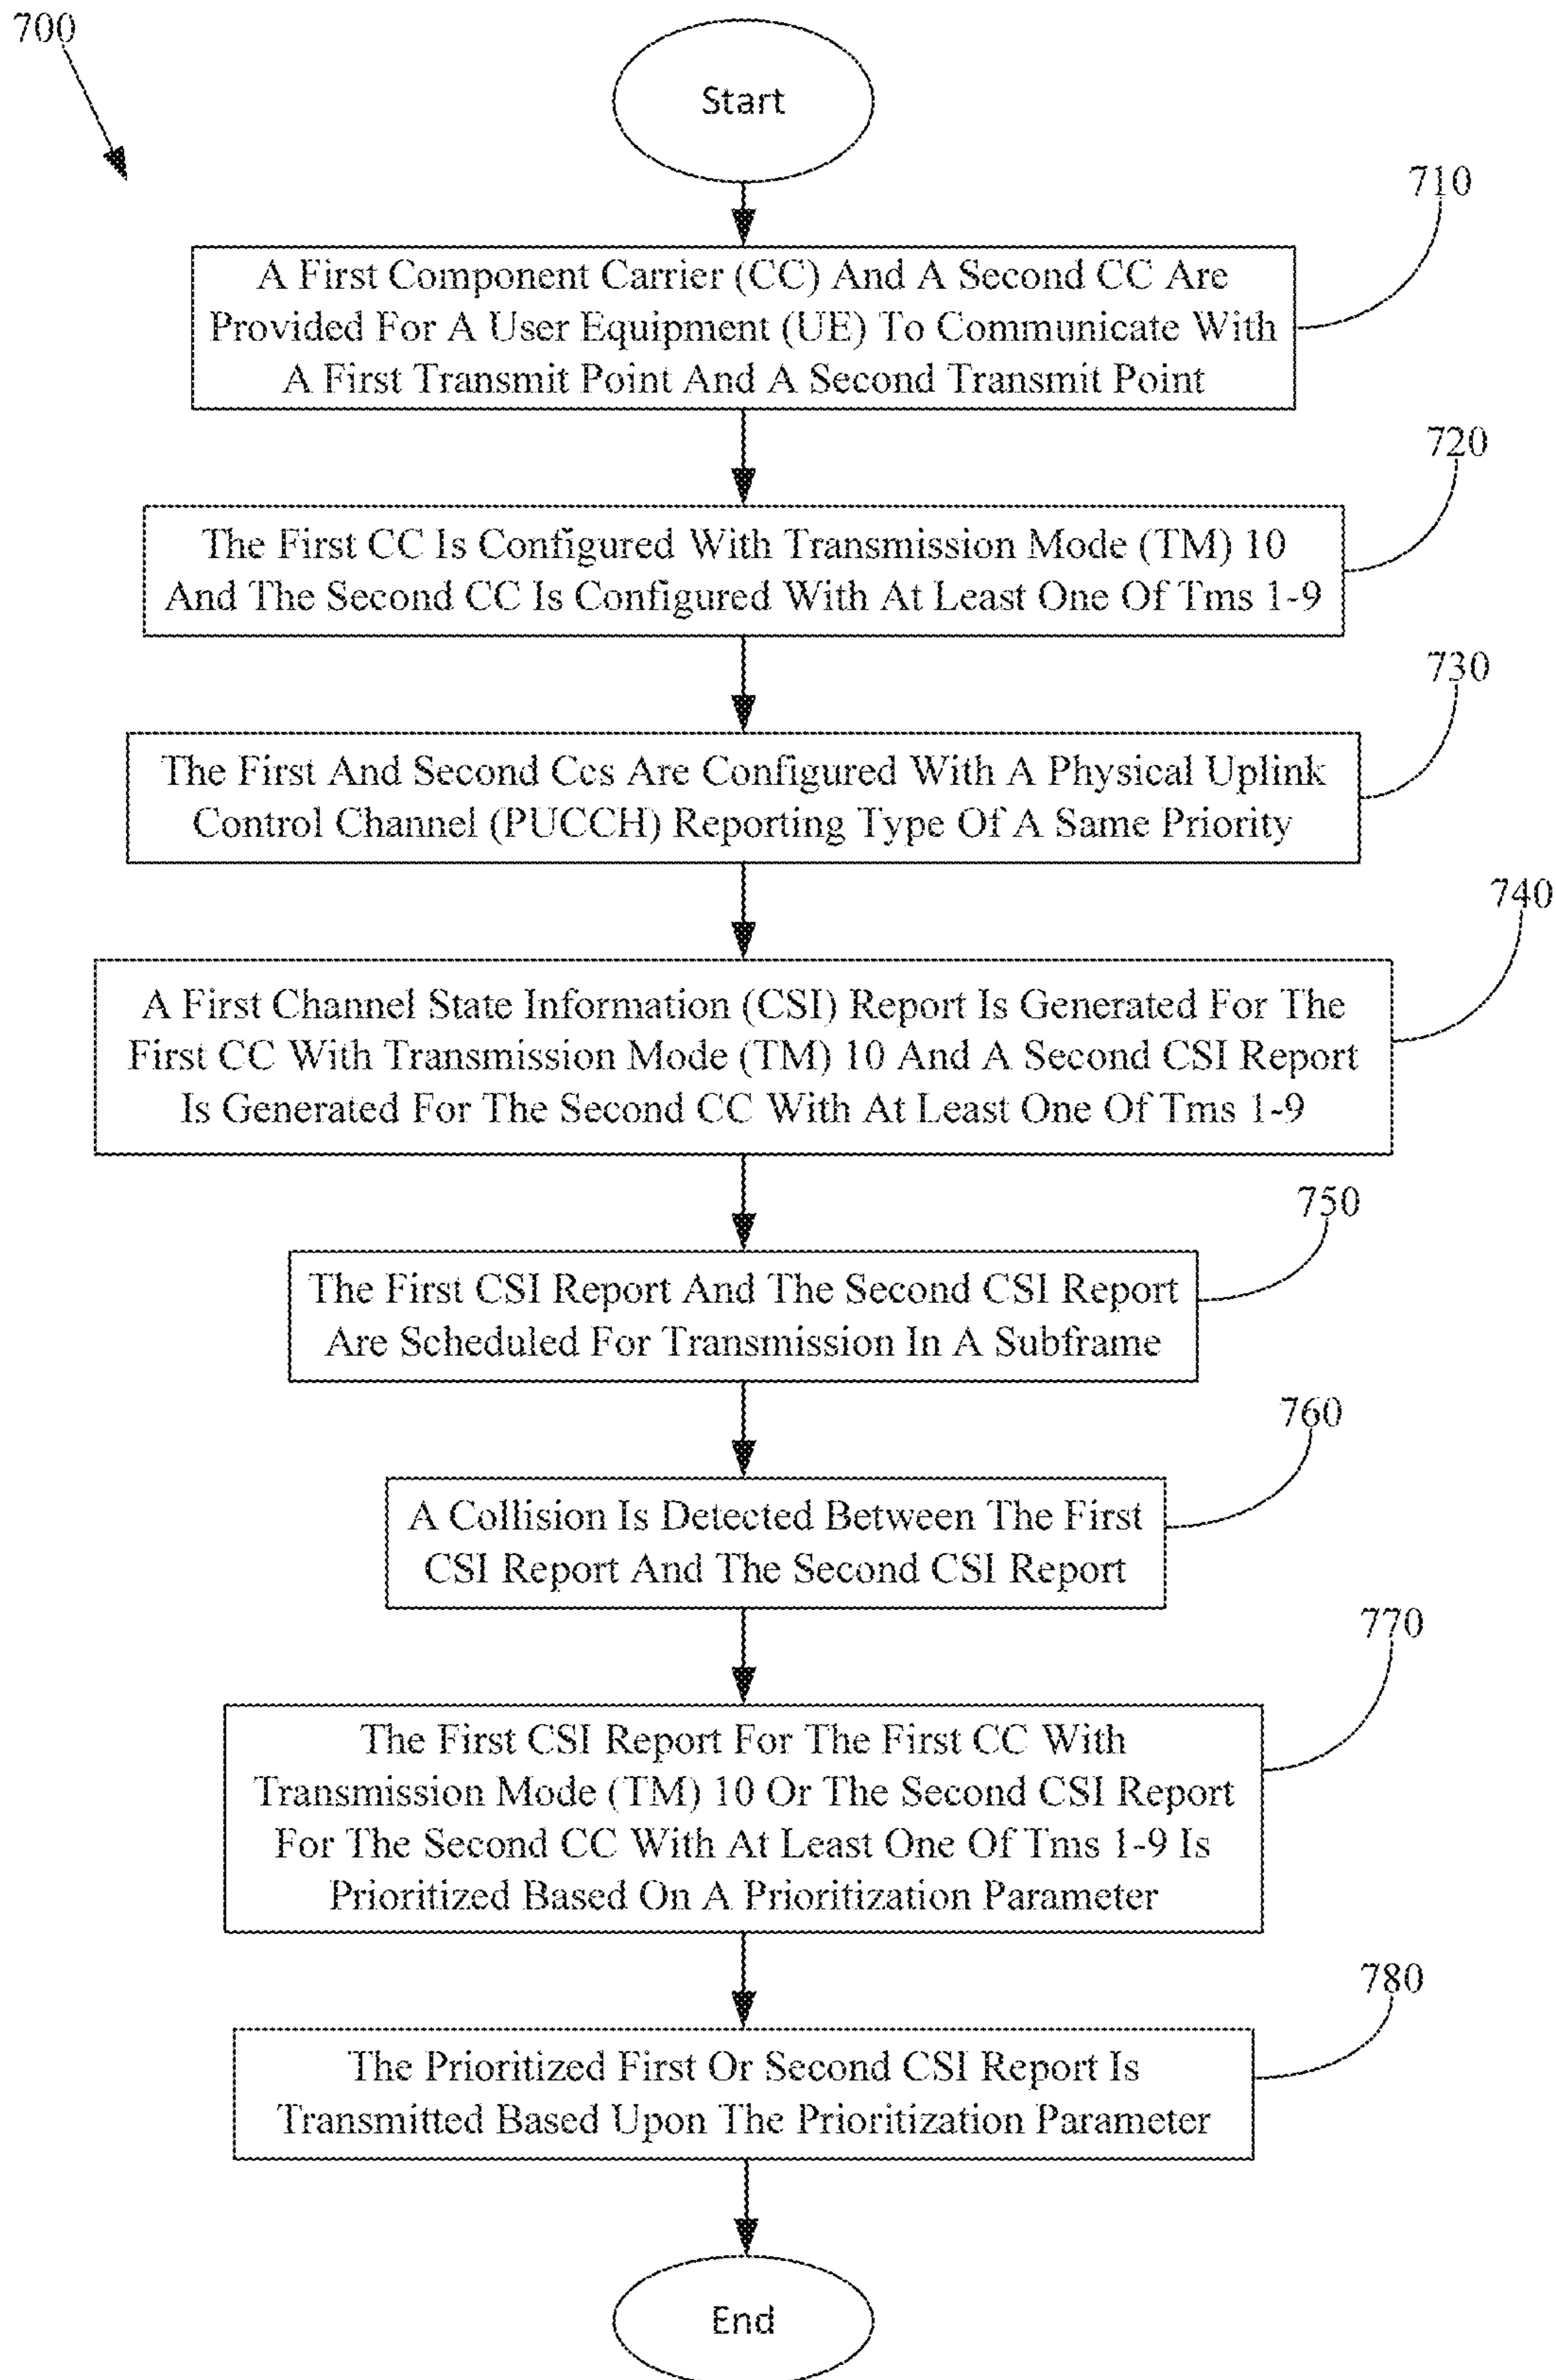 700
Start
710
A First Component Carrier (CC) And A Second CC Are
Provided For A User Equipment (UE) To Communicate With
A First Transmit Point And A Second Transmit Point
720
The First CC Is Configured With Transmission Mode (TM) 10
And The Second CC Is Configured With At Least One Of Tms 1-9
730
The First And Second Ccs Are Configured With A Physical Uplink
Control Channel (PUCCH) Reporting Type Of A Same Priority
740
A First Channel State Information (CSI) Report Is Generated For The
First CC With Transmission Mode (TM) 10 And A Second CSI Report
Is Generated For The Second CC With At Least One Of Tms 1-9
750
The First CSI Report And The Second CSI Report
Are Scheduled For Transmission In A Subframe
760
A Collision Is Detected Between The First
CSI Report And The Second CSI Report
770
The First CSI Report For The First CC With
Transmission Mode (TM) 10 Or The Second CSI Report
For The Second CC With At Least One Of Tms 1-9 Is
Prioritized Based On A Prioritization Parameter
780
The Prioritized First Or Second CSI Report Is
Transmitted Based Upon The Prioritization Parameter
End